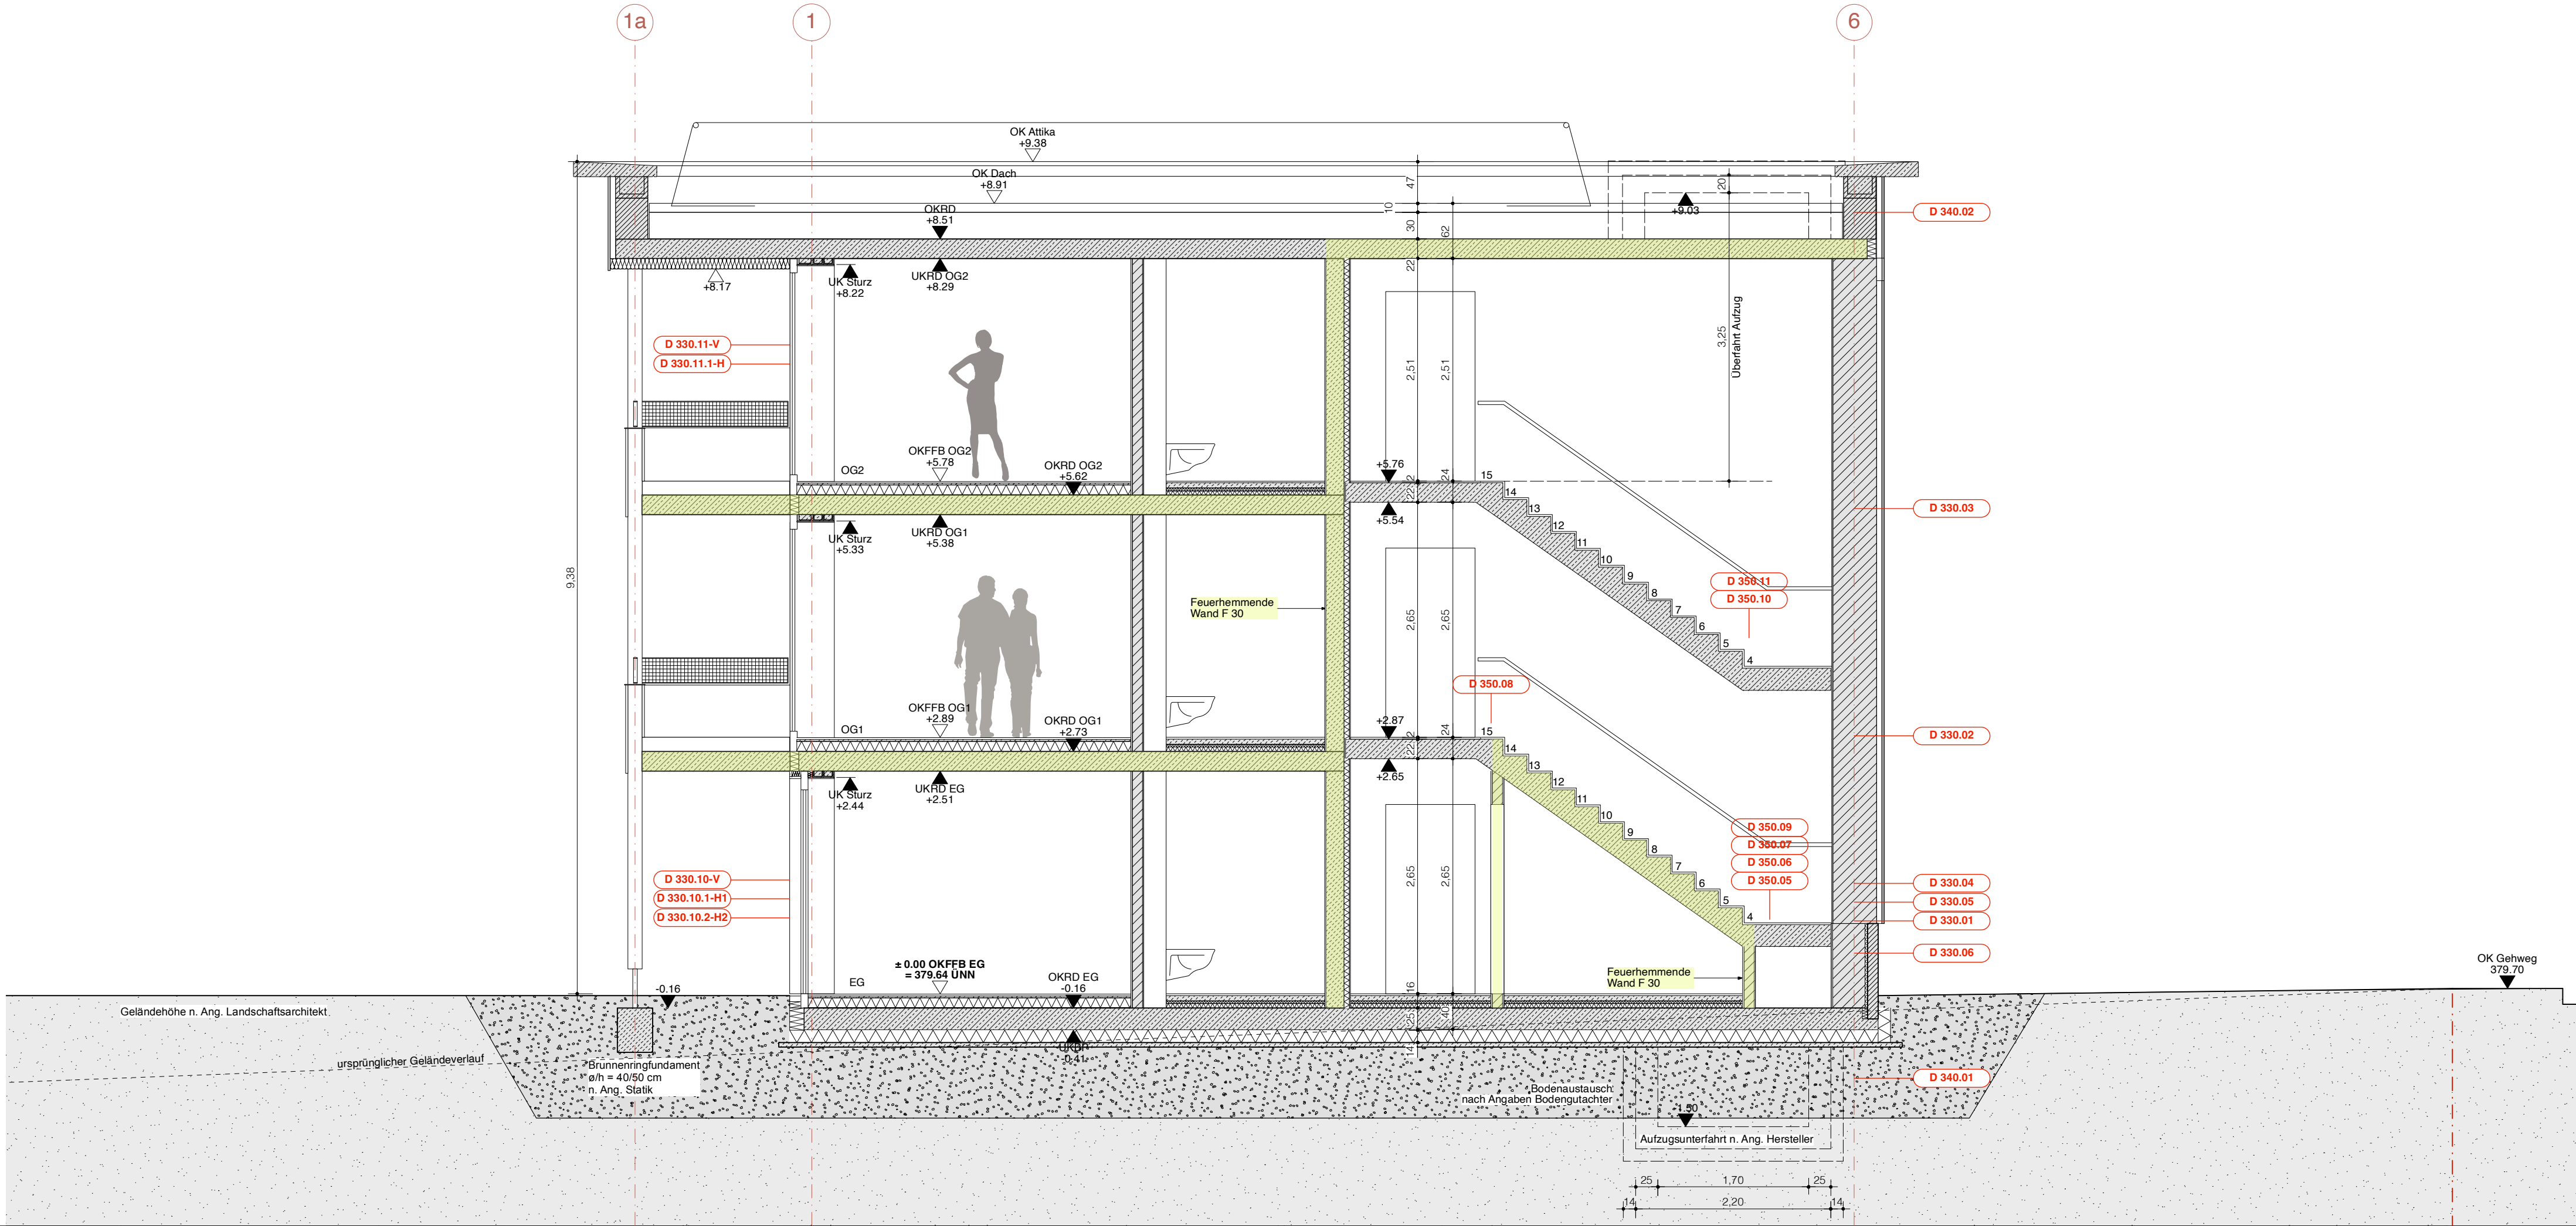 1a
1
6
OK Attika
+9.38
OK Dach
+8.91
OKRD
+8.51
+9.03
20
47
10
30
62
22
D 340.02
+8.17
UK Sturz
+8.22
UKRD OG2
+8.29
D 330.11-V
D 330.11.1-H
3,25
Überfahrt Aufzug
2,51
2,51
OKFFB OG2
+5.78
OG2
OKRD OG2
+5.62
+5.76
2
24
22
15
14
13
12
11
10
9
8
7
6
5
4
+5.54
D 330.03
UK Sturz
+5.33
UKRD OG1
+5.38
9,38
Feuerhemmende
Wand F 30
2,65
2,65
D 350.11
D 350.10
D 350.08
OKFFB OG1
+2.89
OG1
OKRD OG1
+2.73
+2.87
2
24
22
15
14
13
12
11
10
9
8
7
6
5
4
+2.65
D 330.02
UK Sturz
+2.44
UKRD EG
+2.51
2,65
2,65
D 350.09
D 350.07
D 350.06
D 350.05
D 330.10-V
D 330.10.1-H1
D 330.10.2-H2
D 330.04
D 330.05
D 330.01
D 330.06
± 0.00 OKFFB EG
= 379.64 ÜNN
EG
OKRD EG
-0.16
-0.16
Feuerhemmende
Wand F 30
OK Gehweg
379.70
16
25
40
14
Geländehöhe n. Ang. Landschaftsarchitekt
ursprünglicher Geländeverlauf
Brunnenringfundament
ø/h = 40/50 cm
n. Ang. Statik
Bodenaustausch
nach Angaben Bodengutachter
D 340.01
Aufzugsunterfahrt n. Ang. Hersteller
25
1,70
25
14
2,20
14